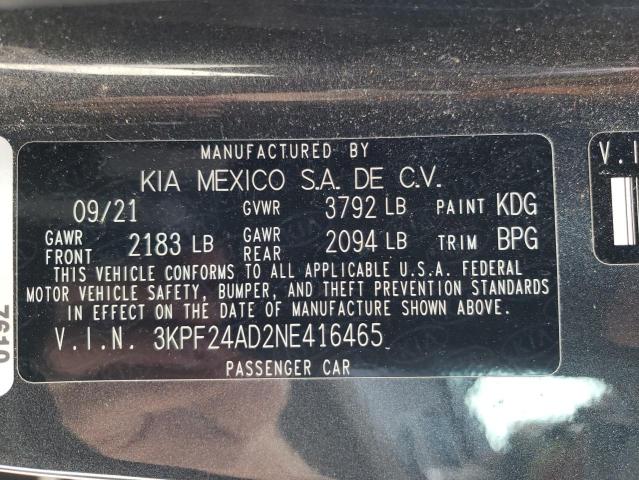 MANUFACTURED BY
KIA MEXICO S.A. DE C.V.
09/21 GVWR 3792 LB PAINT KDG
GAWR FRONT 2183 LB GAWR REAR 2094 LB TRIM BPG
THIS VEHICLE CONFORMS TO ALL APPLICABLE U.S.A. FEDERAL
MOTOR VEHICLE SAFETY, BUMPER, AND THEFT PREVENTION STANDARDS
IN EFFECT ON THE DATE OF MANUFACTURE SHOWN ABOVE.
V.I.N. 3KPF24AD2NE416465
PASSENGER CAR
V.I
7610